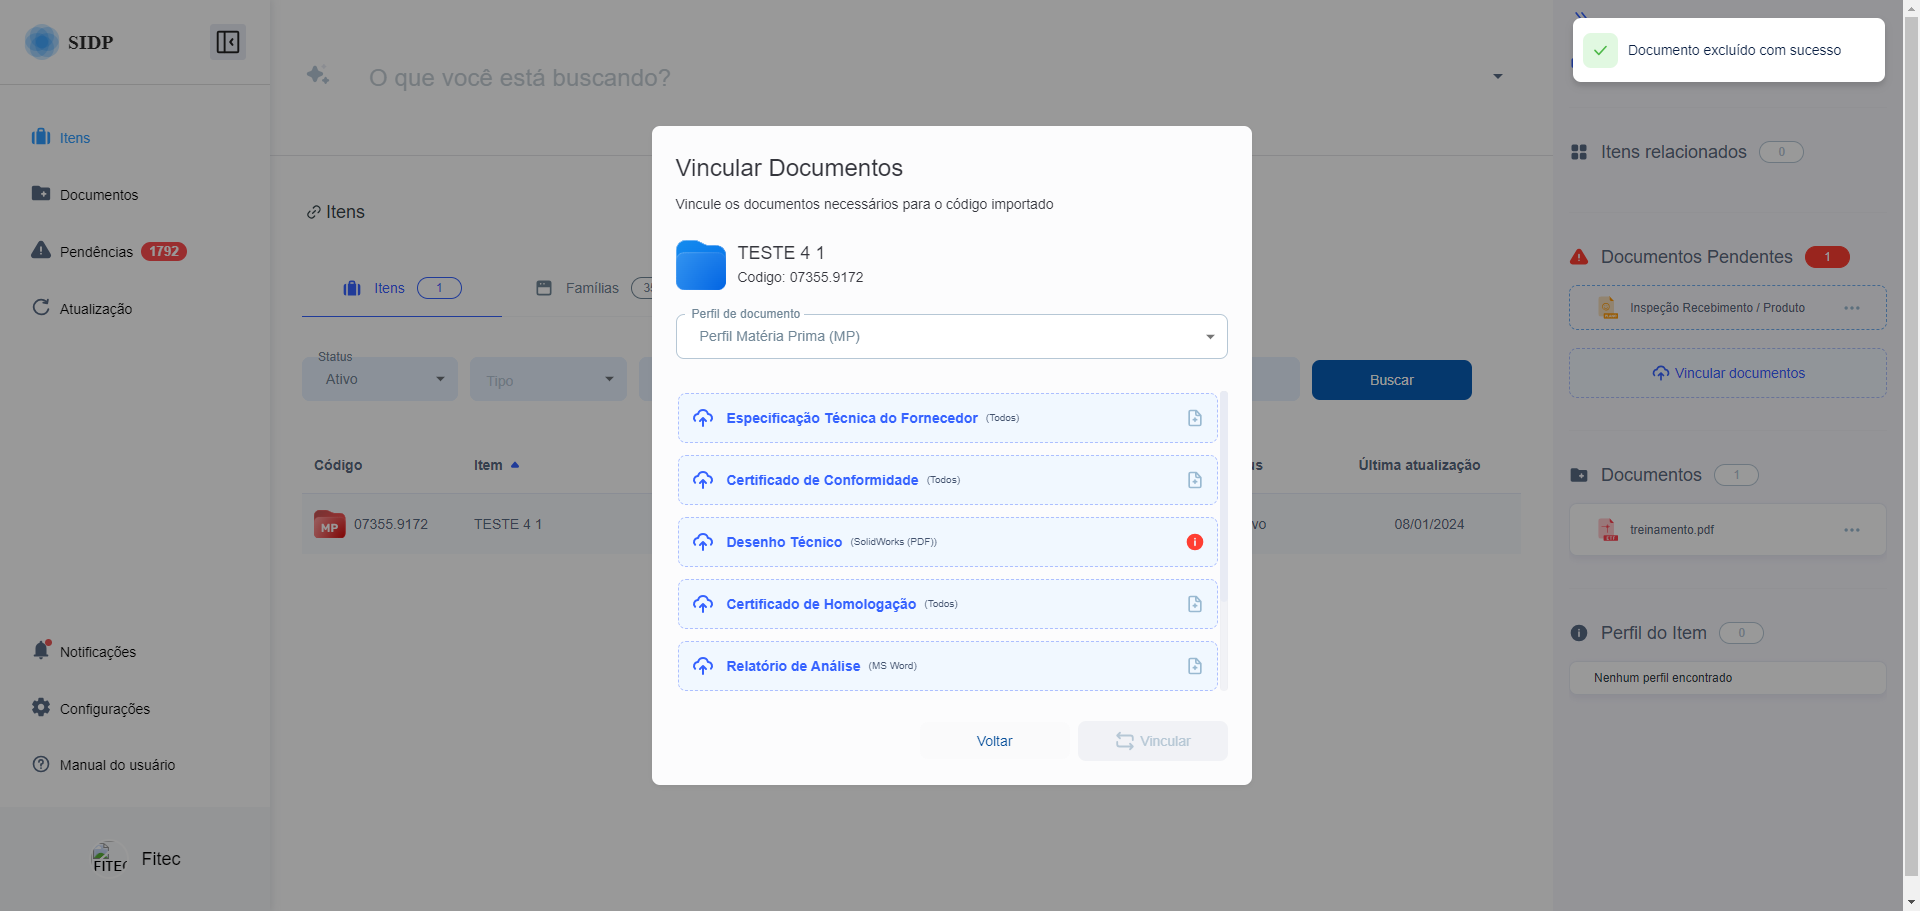 SIDP
Itens
Documentos
Pendências 1792
Atualização
Notificações
Configurações
Manual do usuário
FITEC
Fitec
O que você está buscando?
Itens
Itens 1
Famílias
Status
Ativo
Tipo
Buscar
Código
Item
Última atualização
MP 07355.9172
TESTE 4 1
08/01/2024
Vincular Documentos
Vincule os documentos necessários para o código importado
TESTE 4 1
Codigo: 07355.9172
Perfil de documento
Perfil Matéria Prima (MP)
Especificação Técnica do Fornecedor (Todos)
Certificado de Conformidade (Todos)
Desenho Técnico (SolidWorks (PDF))
Certificado de Homologação (Todos)
Relatório de Análise (MS Word)
Voltar
Vincular
Documento excluído com sucesso
Itens relacionados 0
Documentos Pendentes 1
Inspeção Recebimento / Produto
Vincular documentos
Documentos 1
treinamento.pdf
Perfil do Item 0
Nenhum perfil encontrado